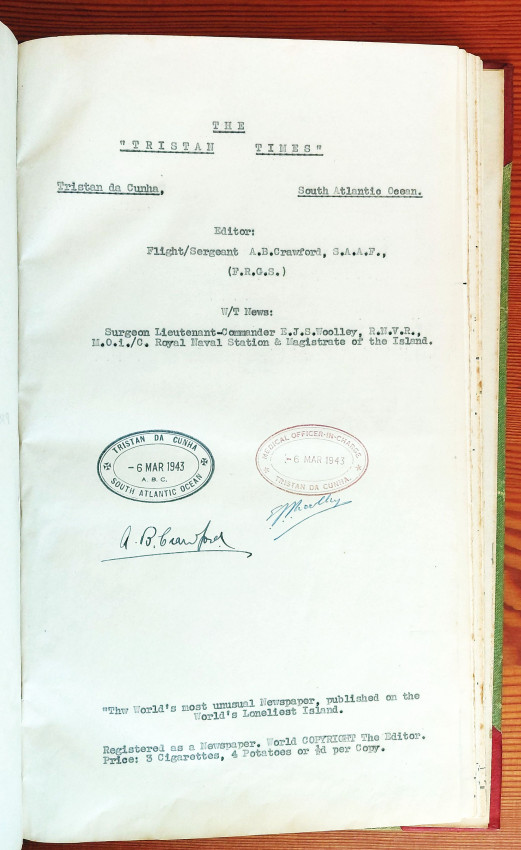 THE
"TRISTAN TIMES"
Tristan da Cunha, South Atlantic Ocean.
Editor:
Flight/Sergeant A.B.Crawford, S.A.A.F.,
(F.R.G.S.)
W/T News:
Surgeon Lieutenant-Commander E.J.S.Woolley, R.N.V.R.,
M.O.i./C. Royal Naval Station & Magistrate of the Island.
TRISTAN DA CUNHA
-6 MAR 1943
A.B.C.
SOUTH ATLANTIC OCEAN
MEDICAL OFFICER-IN-CHARGE
-6 MAR 1943
TRISTAN DA CUNHA
A.B.Crawford.
"Thw World's most unusual Newspaper, published on the
World's Loneliest Island.
Registered as a Newspaper. World COPYRIGHT The Editor.
Price: 3 Cigarettes, 4 Potatoes or ½d per Copy.